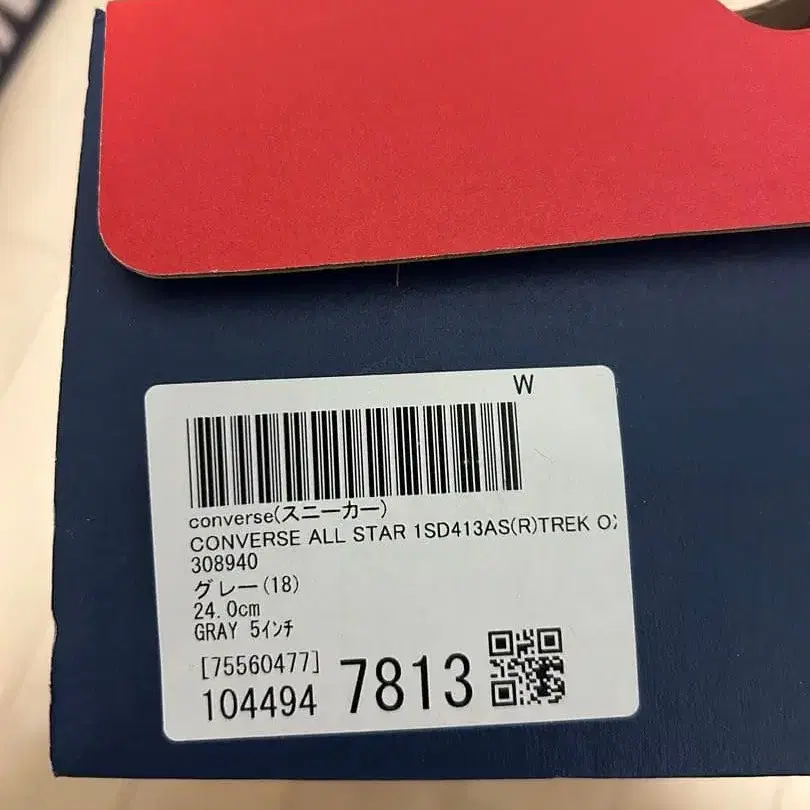 W
converse(スニーカー)
CONVERSE ALL STAR 1SD413AS(R)TREK
308940
グレー(18)
24.0cm
GRAY 5インチ
[75560477]
104494 7813